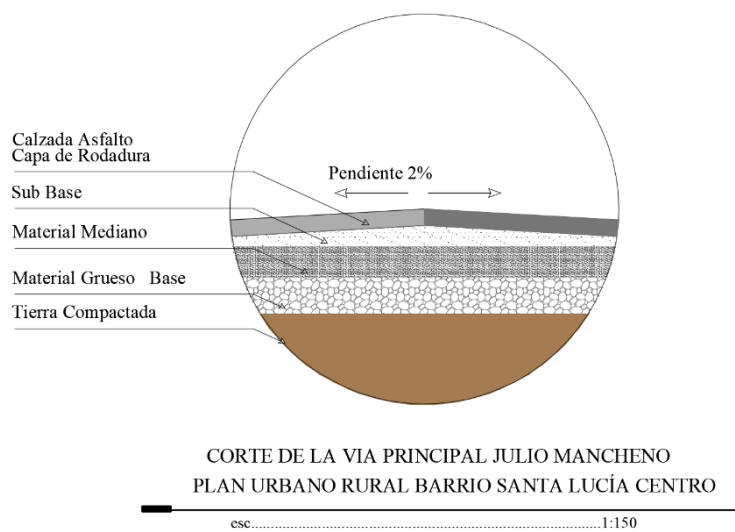 Calzada Asfalto
Capa de Rodadura
Pendiente 2%
Sub Base
Material Mediano
Material Grueso Base
Tierra Compactada
CORTE DE LA VIA PRINCIPAL JULIO MANCHENO
PLAN URBANO RURAL BARRIO SANTA LUCÍA CENTRO
esc.......................................................................1:150